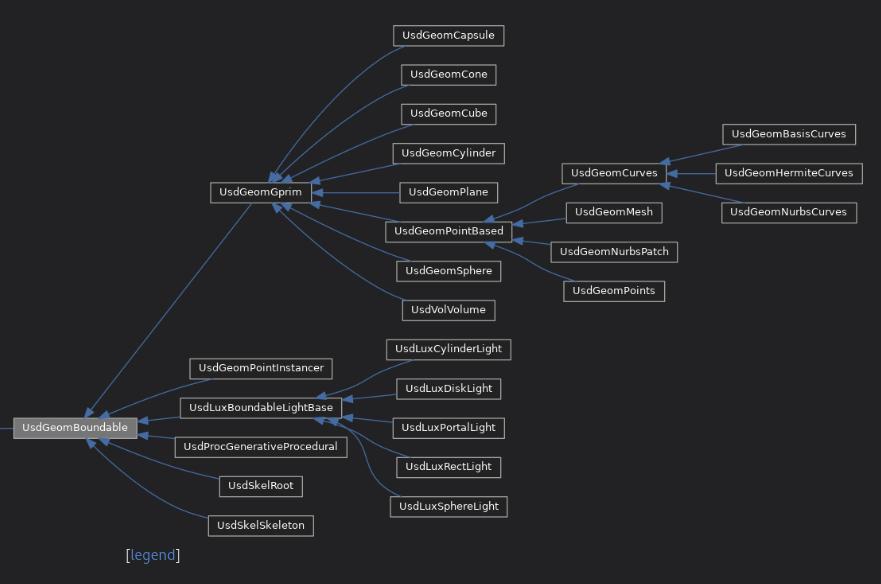 UsdGeomCapsule
UsdGeomCone
UsdGeomCube
UsdGeomBasisCurves
UsdGeomCylinder
UsdGeomCurves
UsdGeomHermiteCurves
UsdGeomGprim
UsdGeomPlane
UsdGeomMesh
UsdGeomNurbsCurves
UsdGeomPointBased
UsdGeomNurbsPatch
UsdGeomSphere
UsdGeomPoints
UsdVolVolume
UsdLuxCylinderLight
UsdGeomPointInstancer
UsdLuxDiskLight
UsdLuxBoundableLightBase
UsdGeomBoundable
UsdLuxPortalLight
UsdProcGenerativeProcedural
UsdLuxRectLight
UsdSkelRoot
UsdLuxSphereLight
UsdSkelSkeleton
[legend]